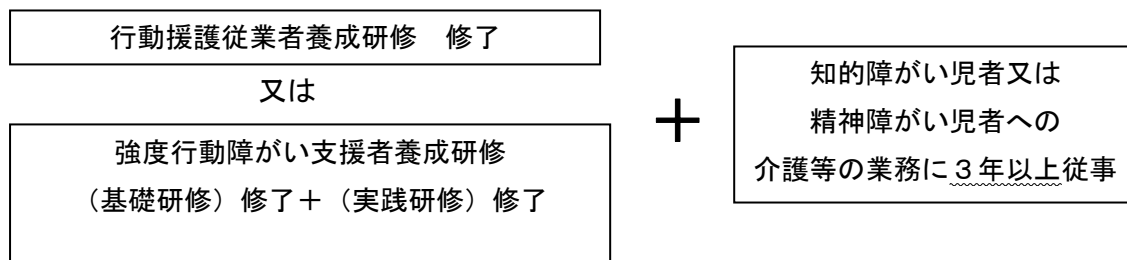 行動援護従業者養成研修　修了
又は
強度行動障がい支援者養成研修
（基礎研修）修了＋（実践研修）修了
＋
知的障がい児者又は
精神障がい児者への
介護等の業務に３年以上従事